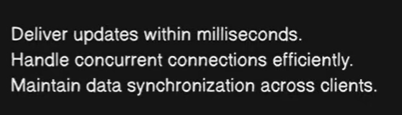 Deliver updates within milliseconds.
Handle concurrent connections efficiently.
Maintain data synchronization across clients.